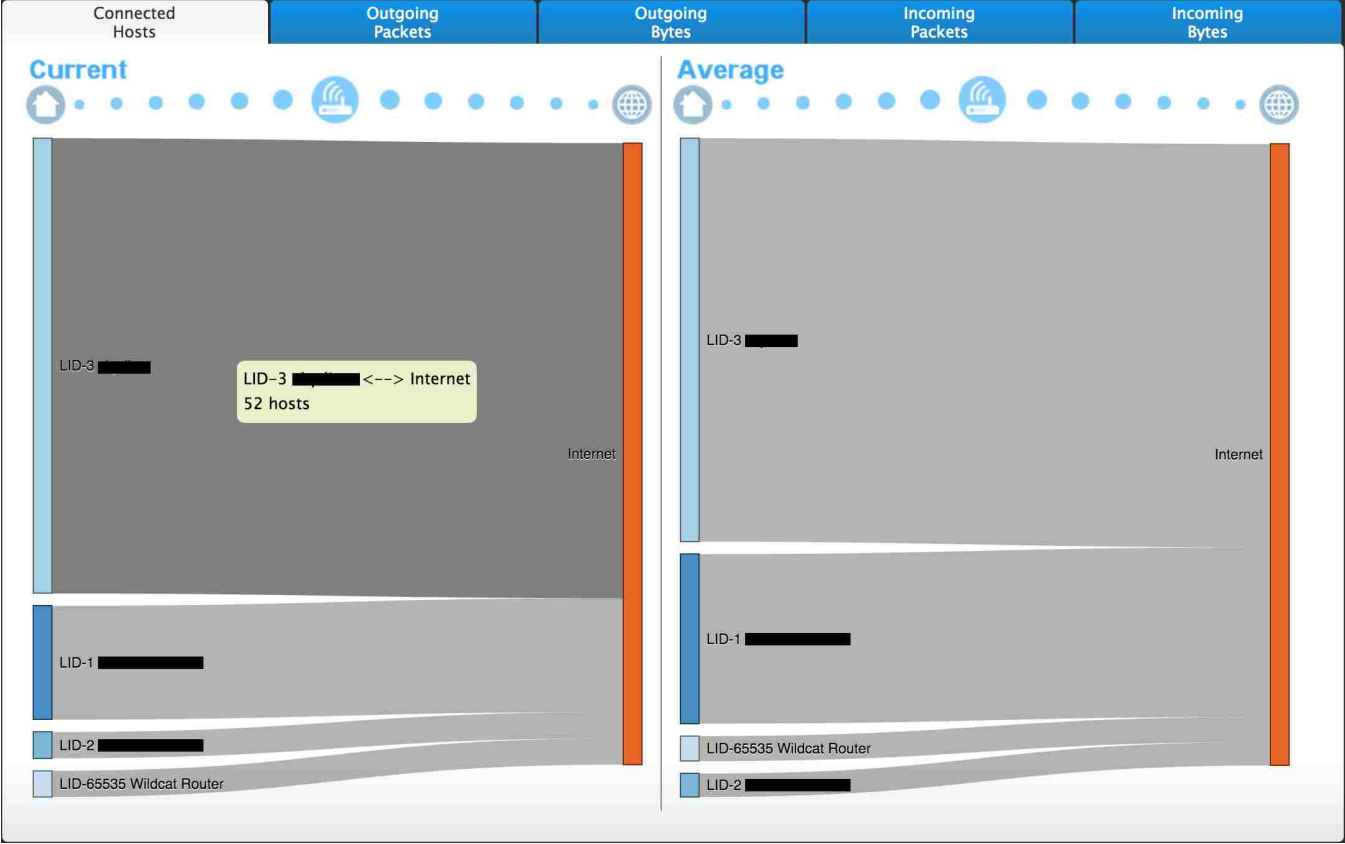 Connected
Hosts
Outgoing
Packets
Outgoing
Bytes
Incoming
Packets
Incoming
Bytes
Current
LID-3
LID-3 <--> Internet
52 hosts
Internet
LID-1
LID-2
LID-65535 Wildcat Router
Average
LID-3
Internet
LID-1
LID-65535 Wildcat Router
LID-2